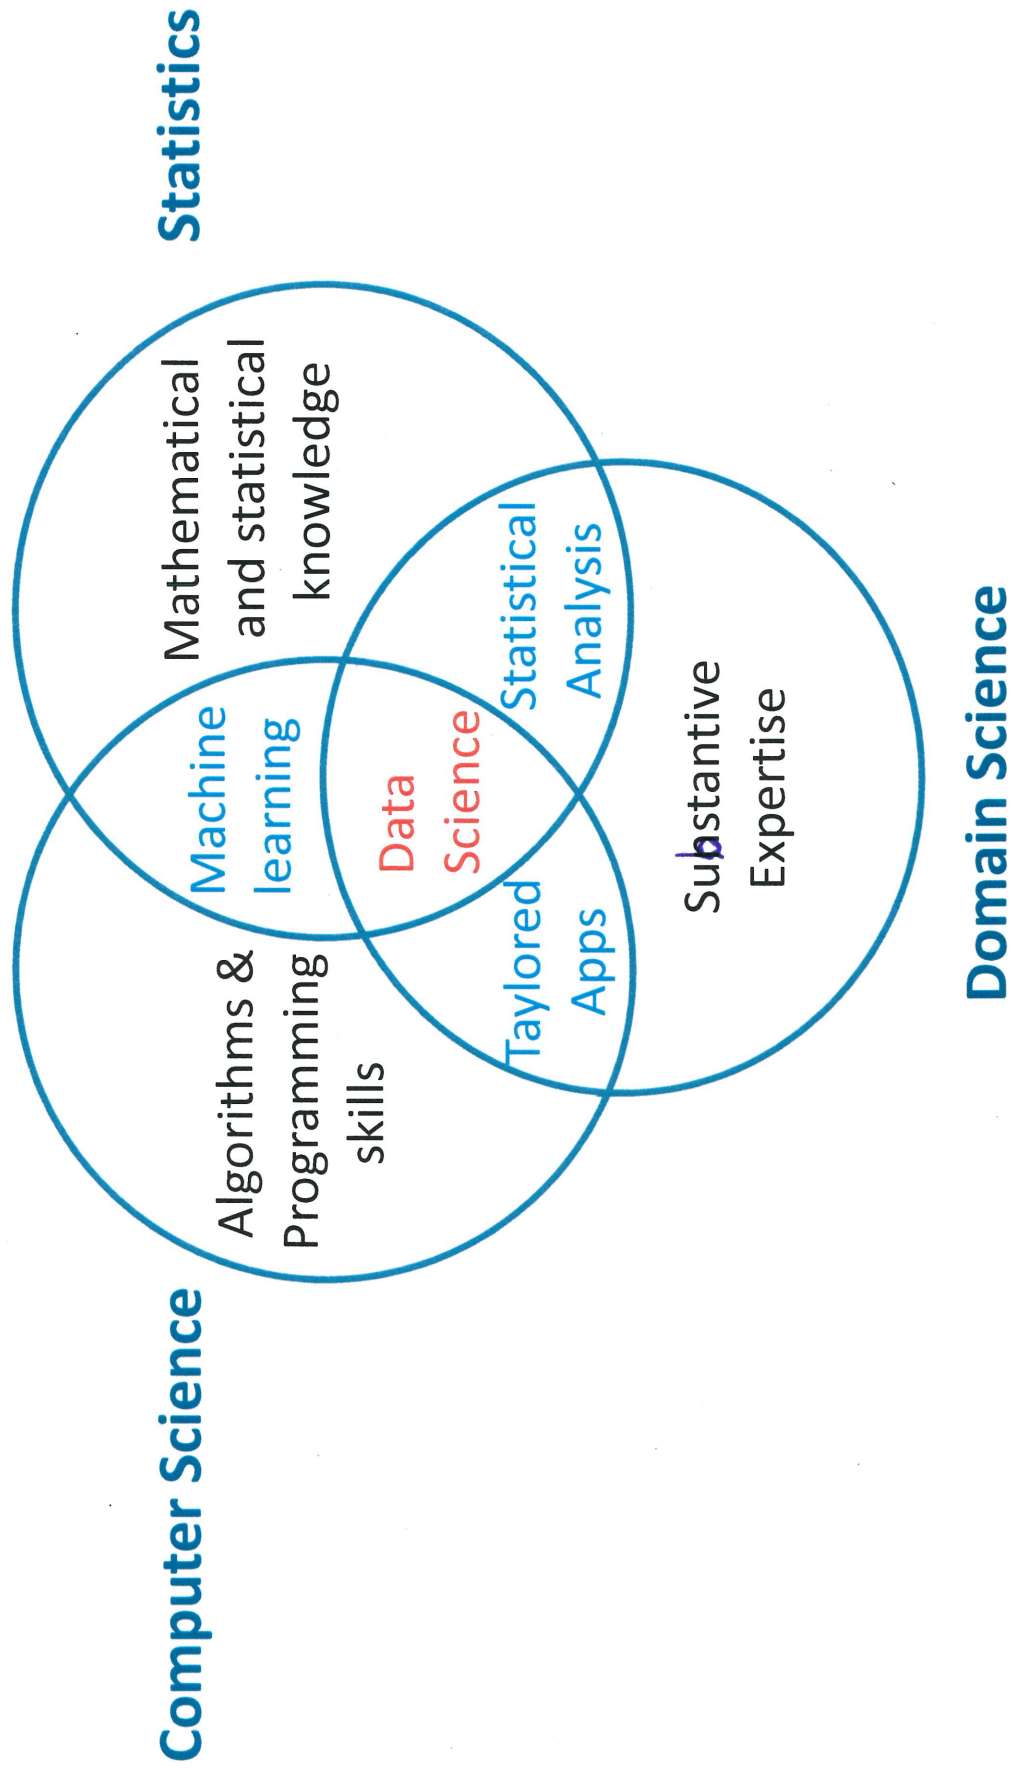 Computer Science
Statistics
Algorithms &
Programming
skills
Machine
learning
Mathematical
and statistical
knowledge
Data
Science
Taylored
Apps
Statistical
Analysis
Substantive
Expertise
Domain Science